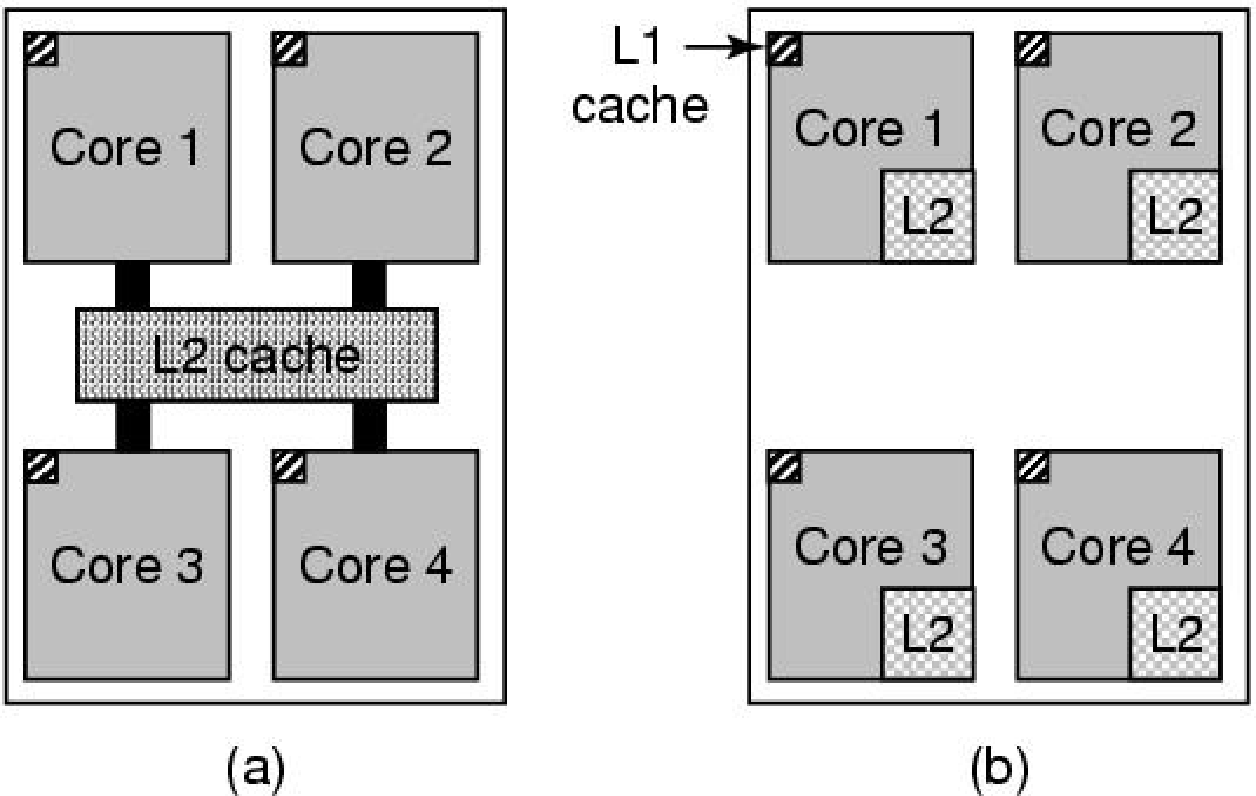 Core 1
Core 2
L2 cache
Core 3
Core 4
(a)
L1
cache
Core 1
Core 2
L2
L2
Core 3
Core 4
L2
L2
(b)